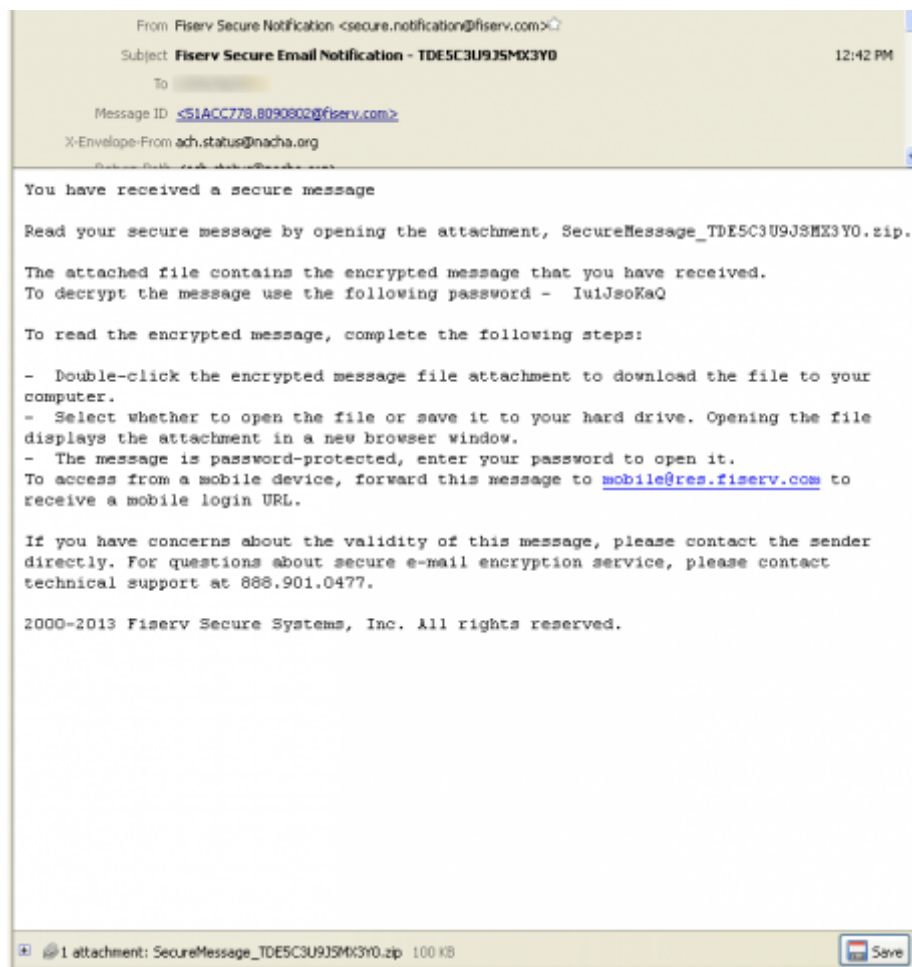 From Fiserv Secure Notification <secure.notification@fiserv.com>
Subject Fiserv Secure Email Notification - TDE5C3U9JSMX3Y0 12:42 PM
To
Message ID <51ACC778.8090802@fiserv.com>
X-Envelope-From ach.status@nacha.org
You have received a secure message
Read your secure message by opening the attachment, SecureMessage_TDE5C3U9JSMX3Y0.zip.
The attached file contains the encrypted message that you have received.
To decrypt the message use the following password - Iu1JsoKaQ
To read the encrypted message, complete the following steps:
- Double-click the encrypted message file attachment to download the file to your
computer.
- Select whether to open the file or save it to your hard drive. Opening the file
displays the attachment in a new browser window.
- The message is password-protected, enter your password to open it.
To access from a mobile device, forward this message to mobile@res.fiserv.com to
receive a mobile login URL.
If you have concerns about the validity of this message, please contact the sender
directly. For questions about secure e-mail encryption service, please contact
technical support at 888.901.0477.
2000-2013 Fiserv Secure Systems, Inc. All rights reserved.
1 attachment: SecureMessage_TDE5C3U9JSMX3Y0.zip 100 KB Save